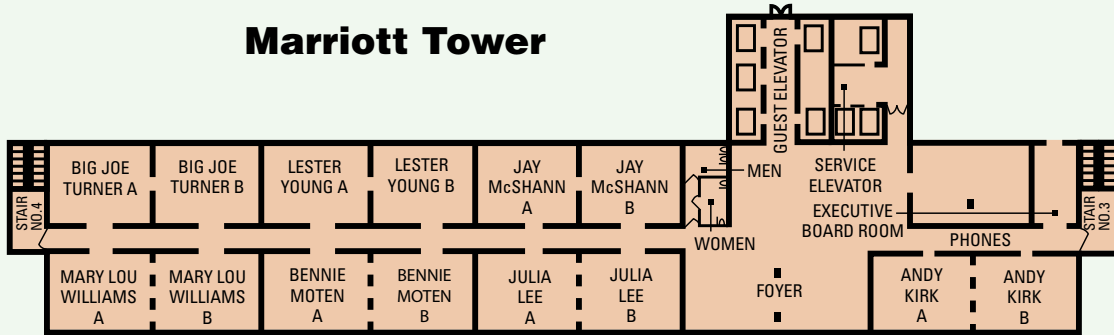 Marriott Tower
GUEST ELEVATOR
BIG JOE
TURNER A
BIG JOE
TURNER B
LESTER
YOUNG A
LESTER
YOUNG B
JAY
McSHANN
A
JAY
McSHANN
B
MEN
SERVICE
ELEVATOR
EXECUTIVE
BOARD ROOM
STAIR
NO.4
STAIR
NO.3
WOMEN
PHONES
MARY LOU
WILLIAMS
A
MARY LOU
WILLIAMS
B
BENNIE
MOTEN
A
BENNIE
MOTEN
B
JULIA
LEE
A
JULIA
LEE
B
FOYER
ANDY
KIRK
A
ANDY
KIRK
B